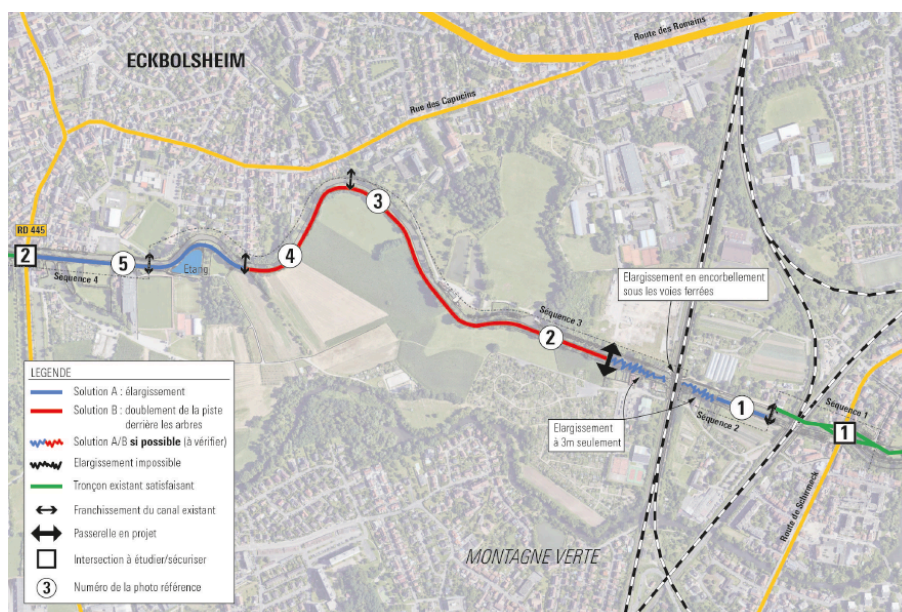 ECKBOLSHEIM
Route des Romains
Rue des Capucins
RD 445
2
5
Etang
4
3
Séquence 4
Elargissement en encorbellement
sous les voies ferrées
Séquence 3
2
1
Séquence 1
1
Séquence 2
Elargissement
à 3m seulement
Route de Schirmeck
MONTAGNE VERTE
LEGENDE
Solution A : élargissement
Solution B : doublement de la piste
derrière les arbres
Solution A/B si possible (à vérifier)
Elargissement impossible
Tronçon existant satisfaisant
Franchissement du canal existant
Passerelle en projet
Intersection à étudier/sécuriser
3 Numéro de la photo référence